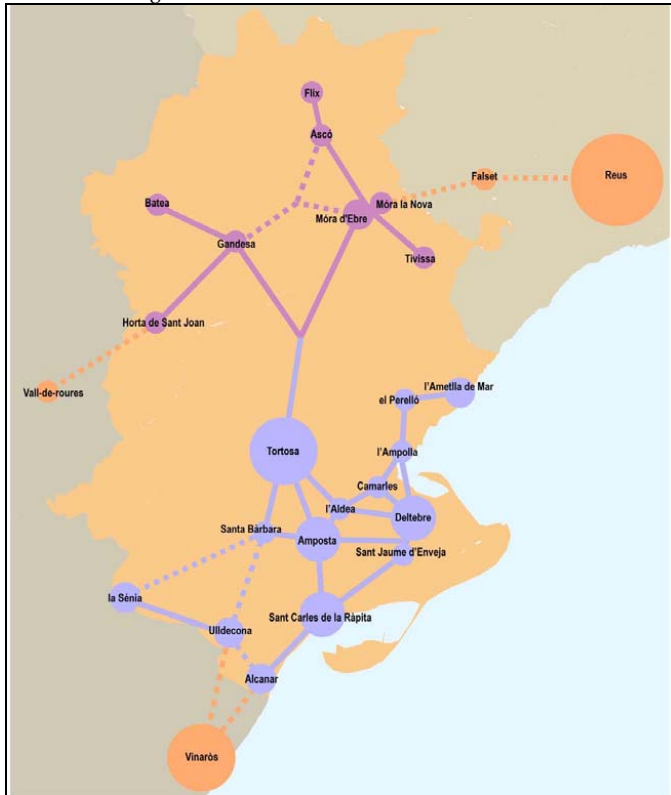 Flix
Ascò
Reus
Falset
Batea
Móra la Nova
Móra d'Ebre
Gandesa
Tivissa
Horta de Sant Joan
Vall-de-roures
l'Ametlla de Mar
el Perelló
Tortosa
l'Ampolla
Camarles
l'Aldea
Deltebre
Santa Bàrbara
Amposta
Sant Jaume d'Enveja
la Sénia
Sant Carles de la Ràpita
Ulldecona
Alcanar
Vinaròs